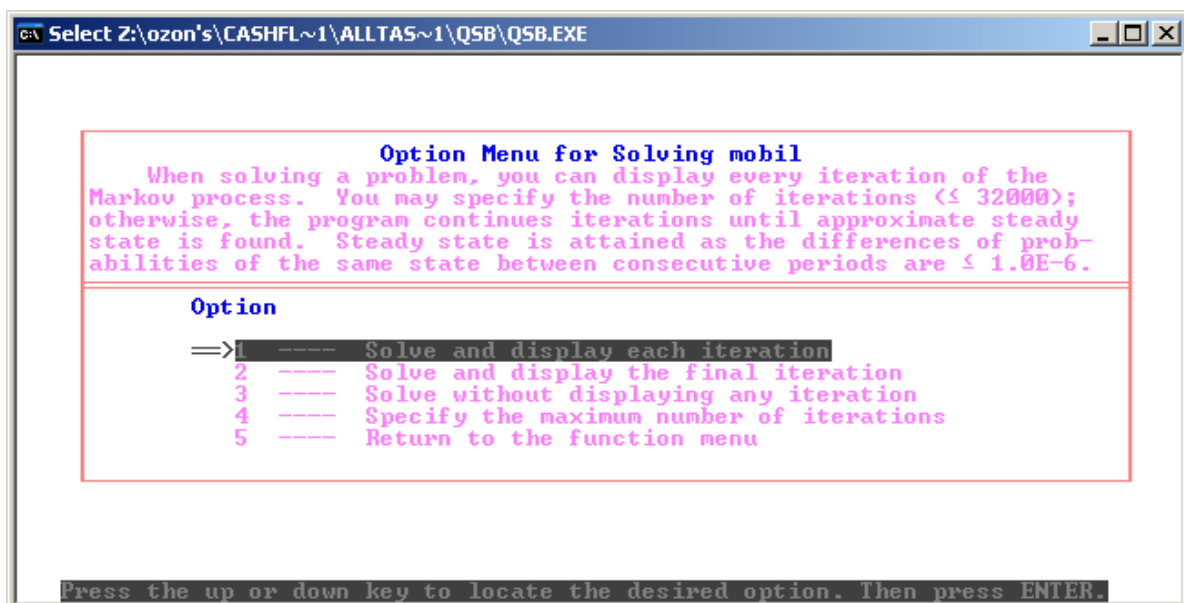 Select Z:\ozon's\CASHFL~1\ALLTAS~1\QSB\QSB.EXE
Option Menu for Solving mobil
When solving a problem, you can display every iteration of the
Markov process. You may specify the number of iterations (≤ 32000);
otherwise, the program continues iterations until approximate steady
state is found. Steady state is attained as the differences of prob-
abilities of the same state between consecutive periods are ≤ 1.0E-6.
Option
==>1 ---- Solve and display each iteration
2 ---- Solve and display the final iteration
3 ---- Solve without displaying any iteration
4 ---- Specify the maximum number of iterations
5 ---- Return to the function menu
Press the up or down key to locate the desired option. Then press ENTER.